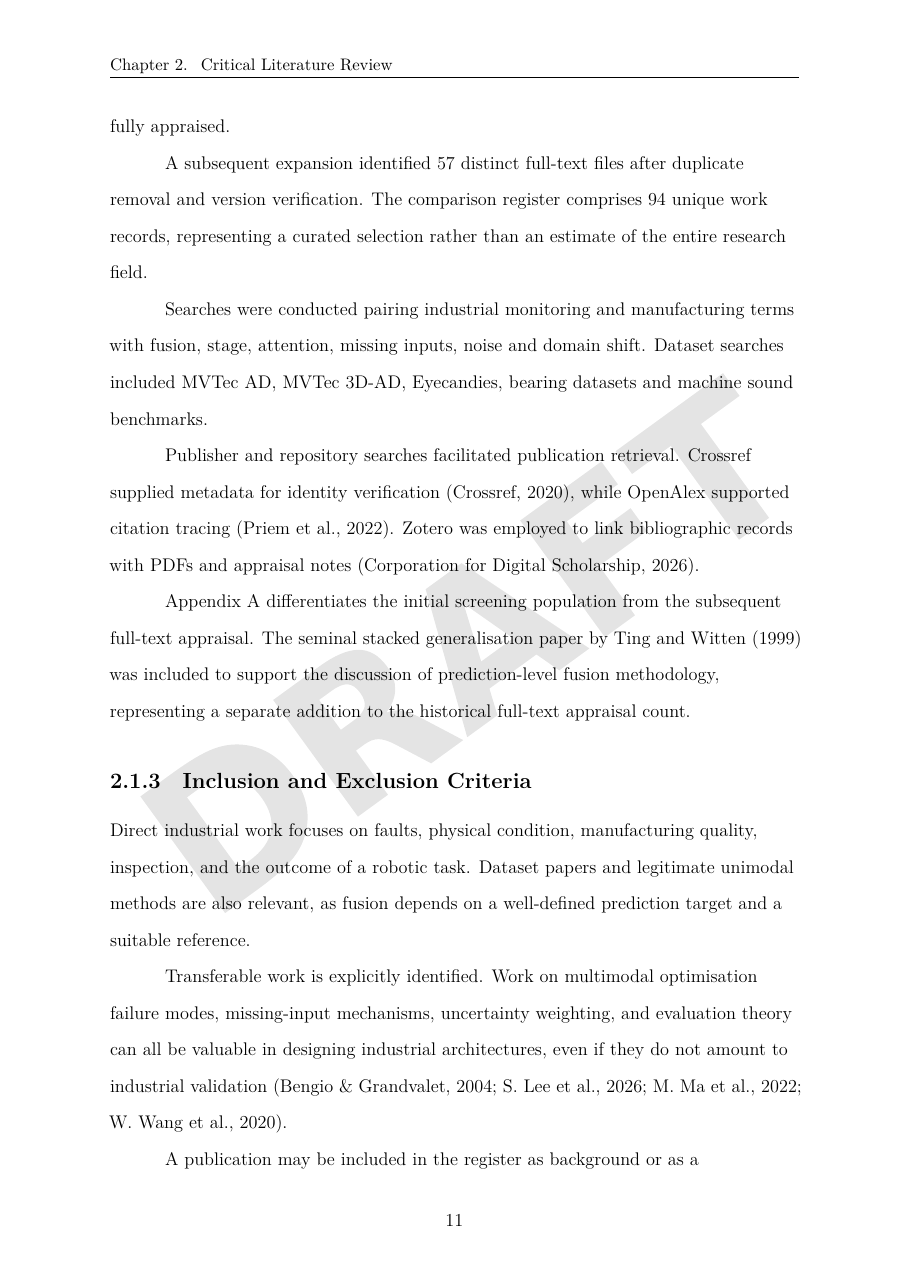 Chapter 2. Critical Literature Review
fully appraised.
A subsequent expansion identified 57 distinct full-text files after duplicate
removal and version verification. The comparison register comprises 94 unique work
records, representing a curated selection rather than an estimate of the entire research
field.
Searches were conducted pairing industrial monitoring and manufacturing terms
with fusion, stage, attention, missing inputs, noise and domain shift. Dataset searches
included MVTec AD, MVTec 3D-AD, Eyecandies, bearing datasets and machine sound
benchmarks.
Publisher and repository searches facilitated publication retrieval. Crossref
supplied metadata for identity verification (Crossref, 2020), while OpenAlex supported
citation tracing (Priem et al., 2022). Zotero was employed to link bibliographic records
with PDFs and appraisal notes (Corporation for Digital Scholarship, 2026).
Appendix A differentiates the initial screening population from the subsequent
full-text appraisal. The seminal stacked generalisation paper by Ting and Witten (1999)
was included to support the discussion of prediction-level fusion methodology,
representing a separate addition to the historical full-text appraisal count.
2.1.3 Inclusion and Exclusion Criteria
Direct industrial work focuses on faults, physical condition, manufacturing quality,
inspection, and the outcome of a robotic task. Dataset papers and legitimate unimodal
methods are also relevant, as fusion depends on a well-defined prediction target and a
suitable reference.
Transferable work is explicitly identified. Work on multimodal optimisation
failure modes, missing-input mechanisms, uncertainty weighting, and evaluation theory
can all be valuable in designing industrial architectures, even if they do not amount to
industrial validation (Bengio & Grandvalet, 2004; S. Lee et al., 2026; M. Ma et al., 2022;
W. Wang et al., 2020).
A publication may be included in the register as background or as a
11
DRAFT